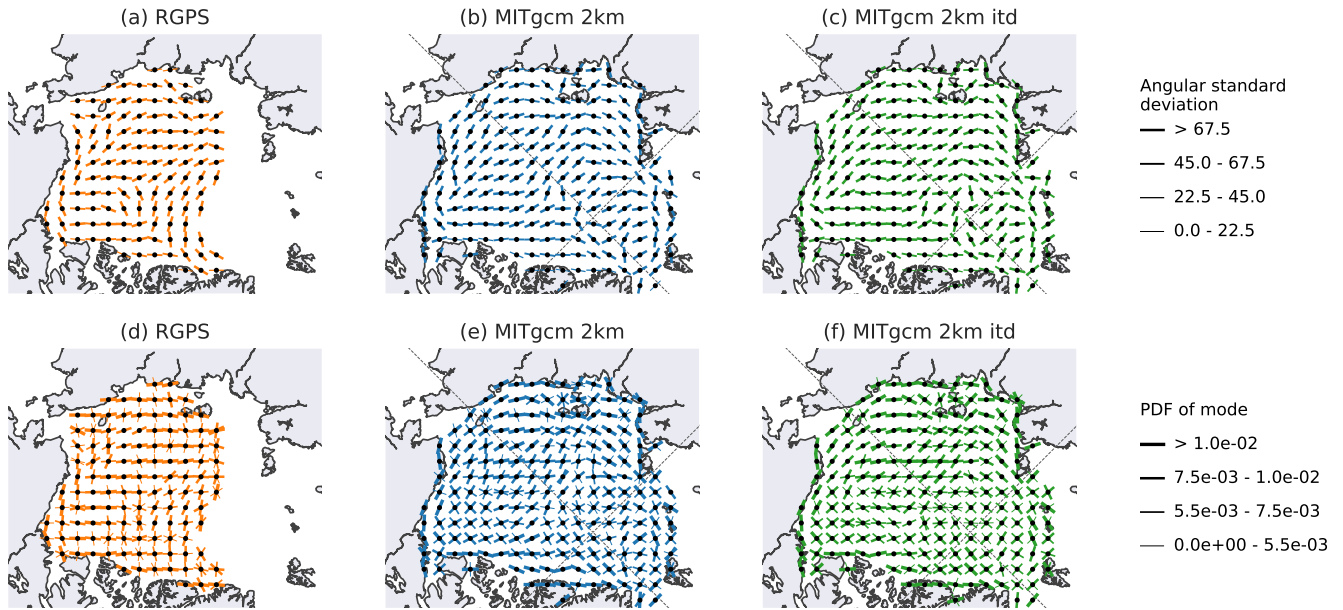 (a) RGPS
(b) MITgcm 2km
(c) MITgcm 2km itd
Angular standard
deviation
> 67.5
45.0 - 67.5
22.5 - 45.0
0.0 - 22.5
(d) RGPS
(e) MITgcm 2km
(f) MITgcm 2km itd
PDF of mode
> 1.0e-02
7.5e-03 - 1.0e-02
5.5e-03 - 7.5e-03
0.0e+00 - 5.5e-03